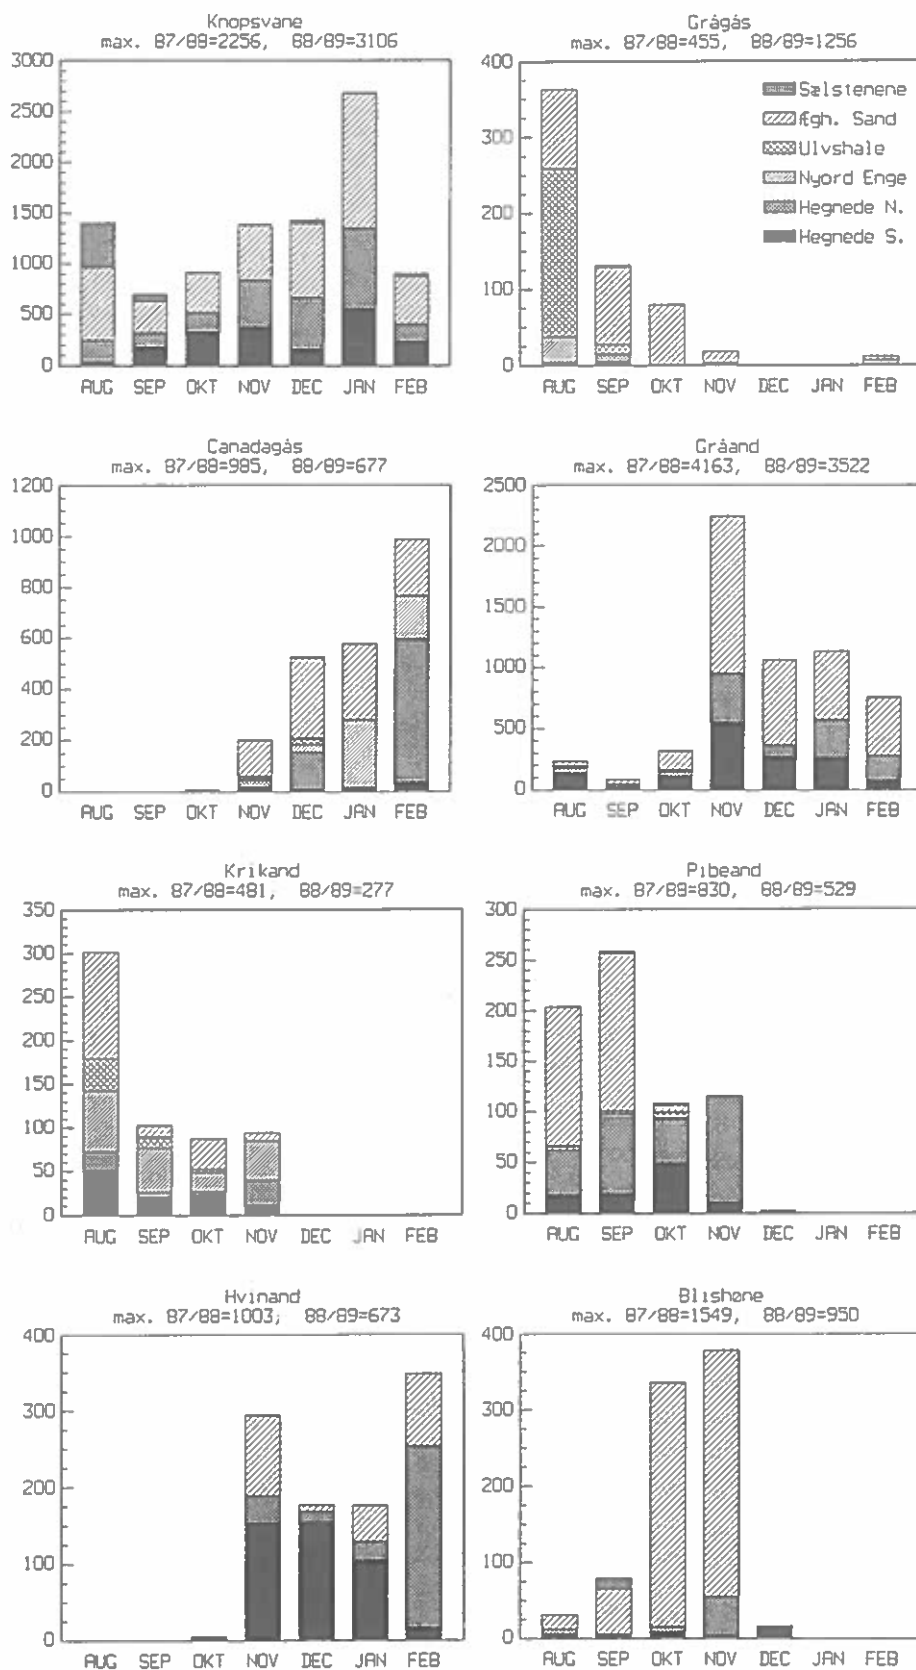 Knopsvane
max. 87/88=2256, 88/89=3106
3000
2500
2000
1500
1000
500
0
AUG SEP OKT NOV DEC JAN FEB
Grågås
max. 87/88=455, 88/89=1256
400
300
200
100
0
Sælstenene
Ægh. Sand
Ulvshale
Nyord Enge
Hegnede N.
Hegnede S.
AUG SEP OKT NOV DEC JAN FEB
Canadagås
max. 87/88=985, 88/89=677
1200
1000
800
600
400
200
0
AUG SEP OKT NOV DEC JAN FEB
Gråand
max. 87/88=4163, 88/89=3522
2500
2000
1500
1000
500
0
AUG SEP OKT NOV DEC JAN FEB
Krikand
max. 87/88=481, 88/89=277
350
300
250
200
150
100
50
0
AUG SEP OKT NOV DEC JAN FEB
Pibeand
max. 87/88=830, 88/89=529
300
250
200
150
100
50
0
AUG SEP OKT NOV DEC JAN FEB
Hvinand
max. 87/88=1003; 88/89=673
400
300
200
100
0
AUG SEP OKT NOV DEC JAN FEB
Blishøne
max. 87/88=1549, 88/89=950
400
300
200
100
0
AUG SEP OKT NOV DEC JAN FEB